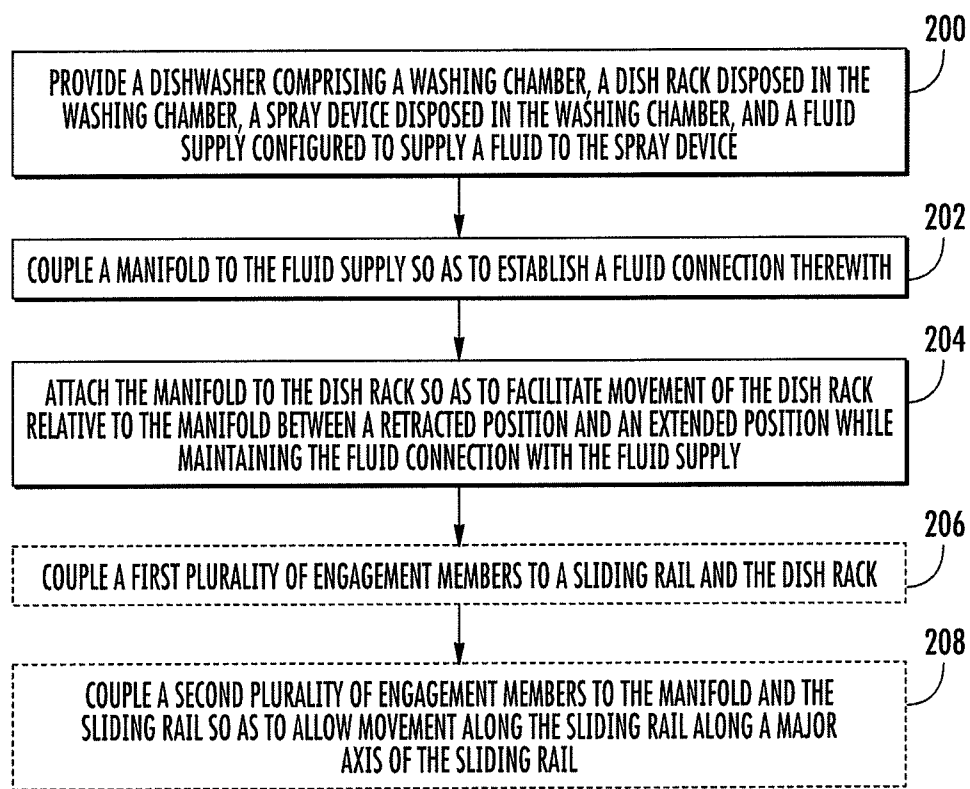 200
PROVIDE A DISHWASHER COMPRISING A WASHING CHAMBER, A DISH RACK DISPOSED IN THE
WASHING CHAMBER, A SPRAY DEVICE DISPOSED IN THE WASHING CHAMBER, AND A FLUID
SUPPLY CONFIGURED TO SUPPLY A FLUID TO THE SPRAY DEVICE
202
COUPLE A MANIFOLD TO THE FLUID SUPPLY SO AS TO ESTABLISH A FLUID CONNECTION THEREWITH
204
ATTACH THE MANIFOLD TO THE DISH RACK SO AS TO FACILITATE MOVEMENT OF THE DISH RACK
RELATIVE TO THE MANIFOLD BETWEEN A RETRACTED POSITION AND AN EXTENDED POSITION WHILE
MAINTAINING THE FLUID CONNECTION WITH THE FLUID SUPPLY
206
COUPLE A FIRST PLURALITY OF ENGAGEMENT MEMBERS TO A SLIDING RAIL AND THE DISH RACK
208
COUPLE A SECOND PLURALITY OF ENGAGEMENT MEMBERS TO THE MANIFOLD AND THE
SLIDING RAIL SO AS TO ALLOW MOVEMENT ALONG THE SLIDING RAIL ALONG A MAJOR
AXIS OF THE SLIDING RAIL